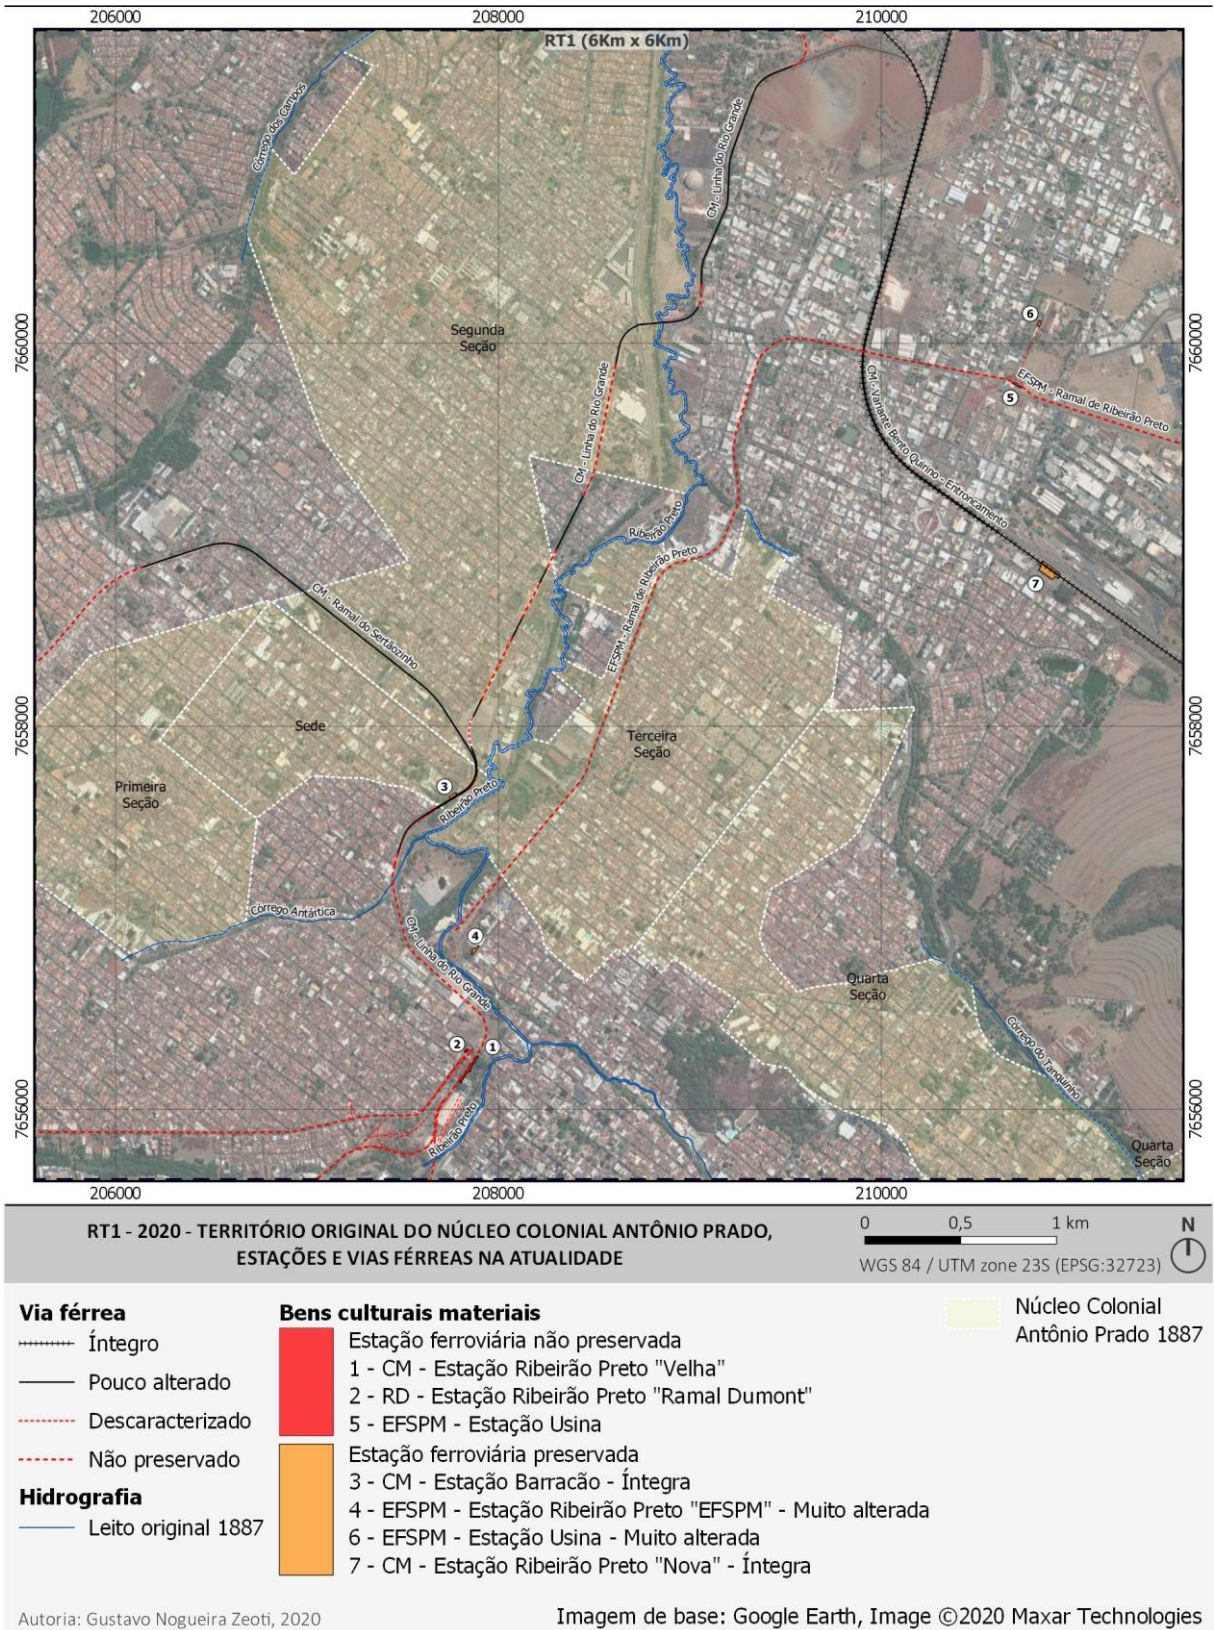 206000
208000
210000
RT1 (6Km x 6Km)
Córrego dos Campos
CM - Linha do Rio Grande
6
7660000
7660000
Segunda
Seção
CM - Linha do Rio Grande
CM - Variante Bento Quirino - Entroncamento
EFSPM - Ramal de Ribeirão Preto
5
Ribeirão Preto
EFSPM - Ramal de Ribeirão Preto
7
CM - Ramal do Sertãozinho
7658000
7658000
Sede
Terceira
Seção
Primeira
Seção
3
Ribeirão Preto
Córrego Antártica
4
CM - Linha do Rio Grande
Quarta
Seção
Córrego do Tanquinho
2
1
7656000
7656000
Ribeirão Preto
Quarta
Seção
206000
208000
210000
RT1 - 2020 - TERRITÓRIO ORIGINAL DO NÚCLEO COLONIAL ANTÔNIO PRADO,
ESTAÇÕES E VIAS FÉRREAS NA ATUALIDADE
0 0,5 1 km
WGS 84 / UTM zone 23S (EPSG:32723)
N
Via férrea
Íntegro
Pouco alterado
Descaracterizado
Não preservado
Hidrografia
Leito original 1887
Bens culturais materiais
Estação ferroviária não preservada
1 - CM - Estação Ribeirão Preto "Velha"
2 - RD - Estação Ribeirão Preto "Ramal Dumont"
5 - EFSPM - Estação Usina
Estação ferroviária preservada
3 - CM - Estação Barracão - Íntegra
4 - EFSPM - Estação Ribeirão Preto "EFSPM" - Muito alterada
6 - EFSPM - Estação Usina - Muito alterada
7 - CM - Estação Ribeirão Preto "Nova" - Íntegra
Núcleo Colonial
Antônio Prado 1887
Autoria: Gustavo Nogueira Zeoti, 2020
Imagem de base: Google Earth, Image ©2020 Maxar Technologies